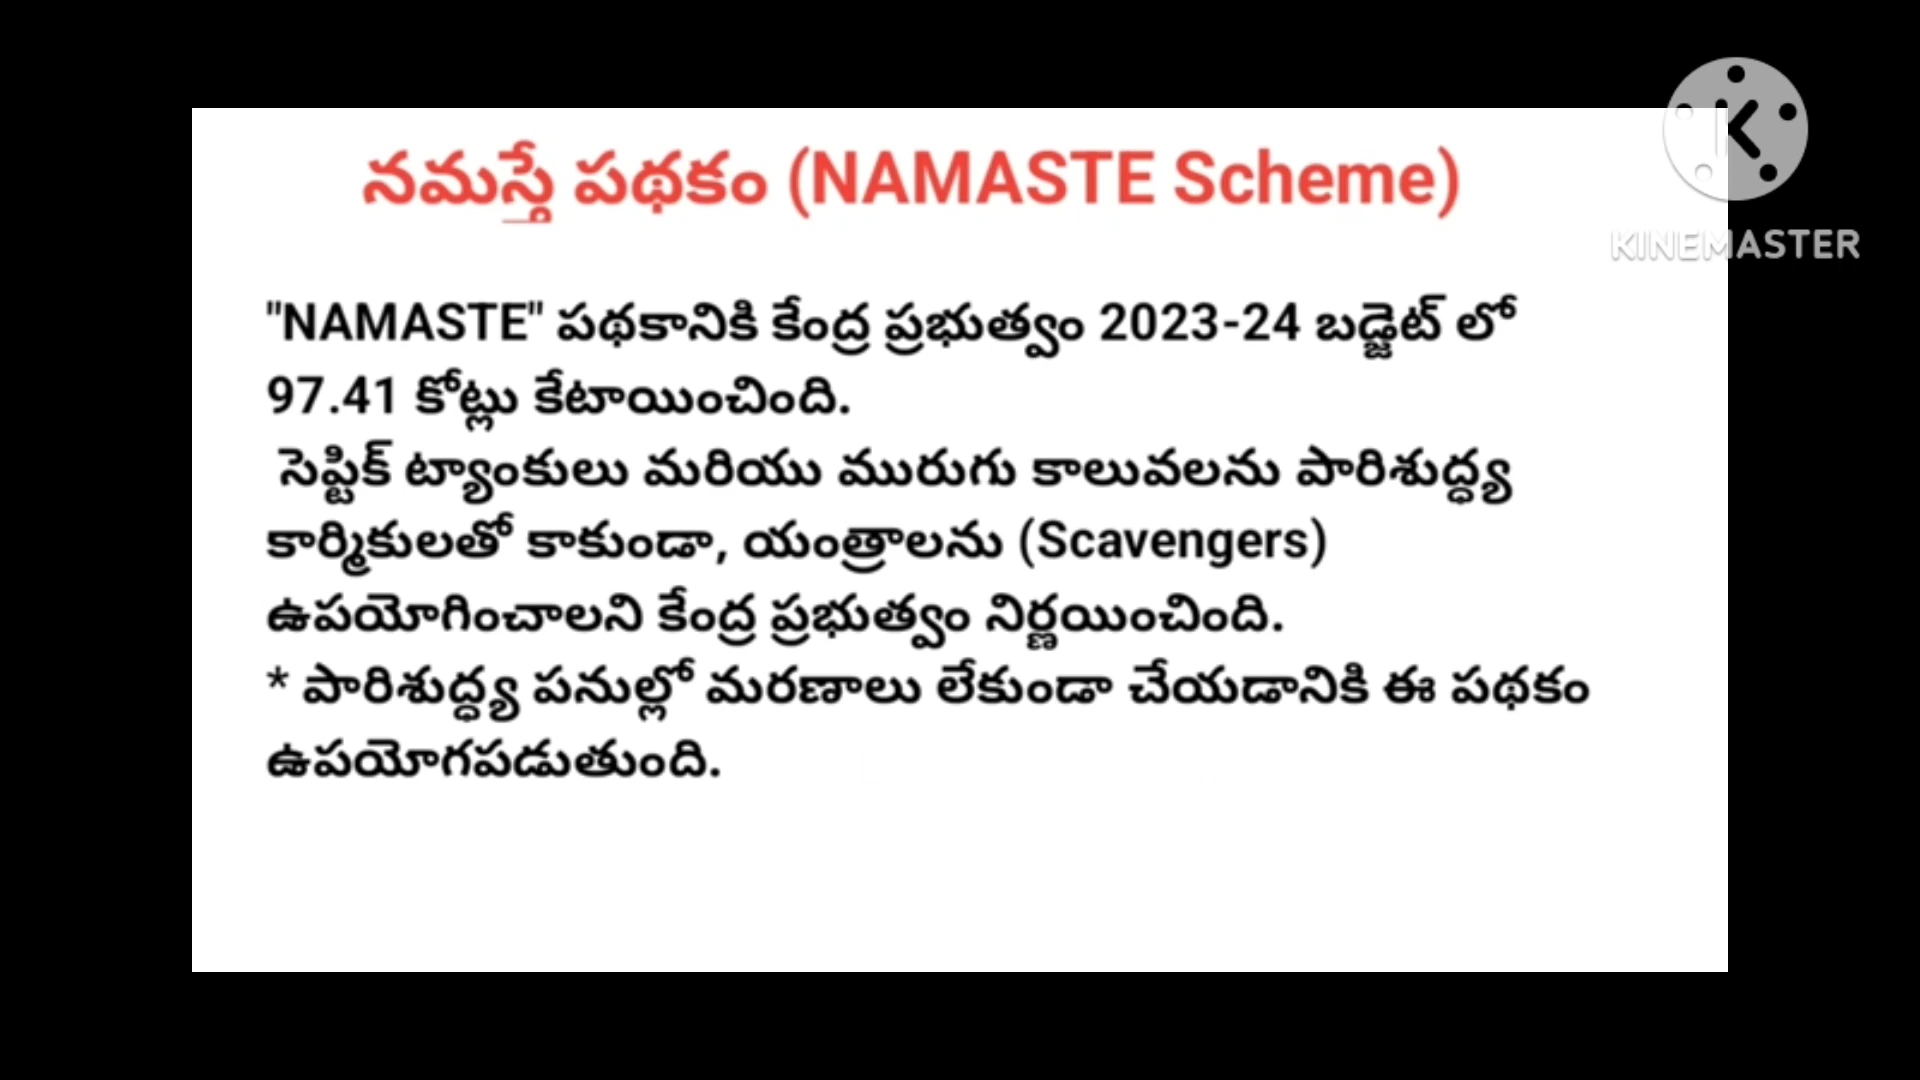 నమస్తే పథకం (NAMASTE Scheme)
KINEMASTER
"NAMASTE" పథకానికి కేంద్ర ప్రభుత్వం 2023-24 బడ్జెట్ లో
97.41 కోట్లు కేటాయించింది.
సెప్టిక్ ట్యాంకులు మరియు మురుగు కాలువలను పారిశుద్ధ్య
కార్మికులతో కాకుండా, యంత్రాలను (Scavengers)
ఉపయోగించాలని కేంద్ర ప్రభుత్వం నిర్ణయించింది.
* పారిశుద్ధ్య పనుల్లో మరణాలు లేకుండా చేయడానికి ఈ పథకం
ఉపయోగపడుతుంది.